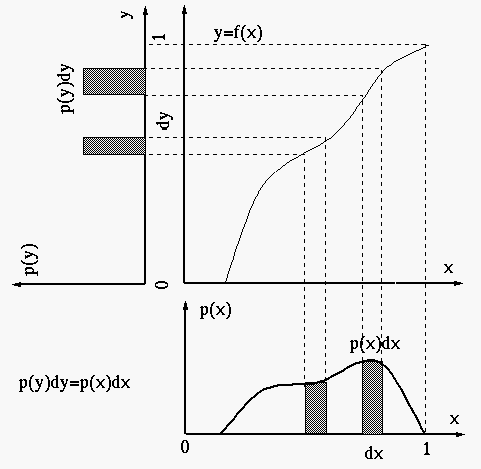 y
1
y=f(x)
p(y)dy
dy
p(y)
0
x
p(x)
p(x)dx
p(y)dy=p(x)dx
x
0
dx
1